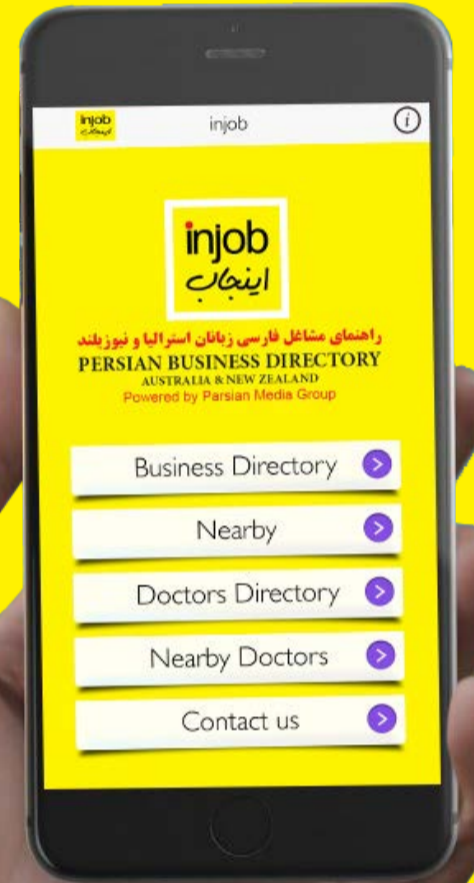 injob
اینجاب
injob
i
injob
اینجاب
راهنمای مشاغل فارسی زبانان استرالیا و نیوزیلند
PERSIAN BUSINESS DIRECTORY
AUSTRALIA & NEW ZEALAND
Powered by Parsian Media Group
Business Directory
Nearby
Doctors Directory
Nearby Doctors
Contact us